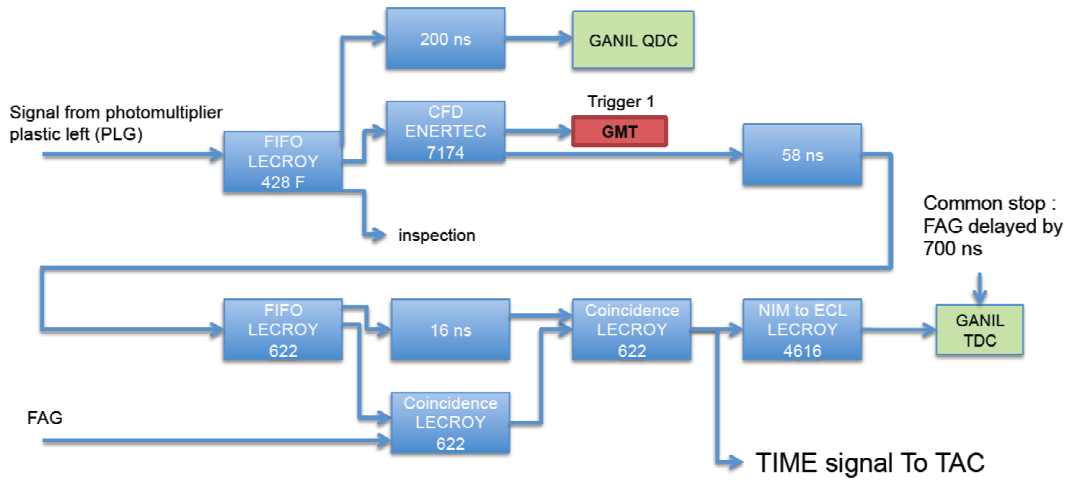 200 ns
GANIL QDC
Signal from photomultiplier
plastic left (PLG)
FIFO
LECROY
428 F
CFD
ENERTEC
7174
Trigger 1
GMT
58 ns
inspection
Common stop :
FAG delayed by
700 ns
FIFO
LECROY
622
16 ns
Coincidence
LECROY
622
NIM to ECL
LECROY
4616
GANIL
TDC
FAG
Coincidence
LECROY
622
TIME signal To TAC